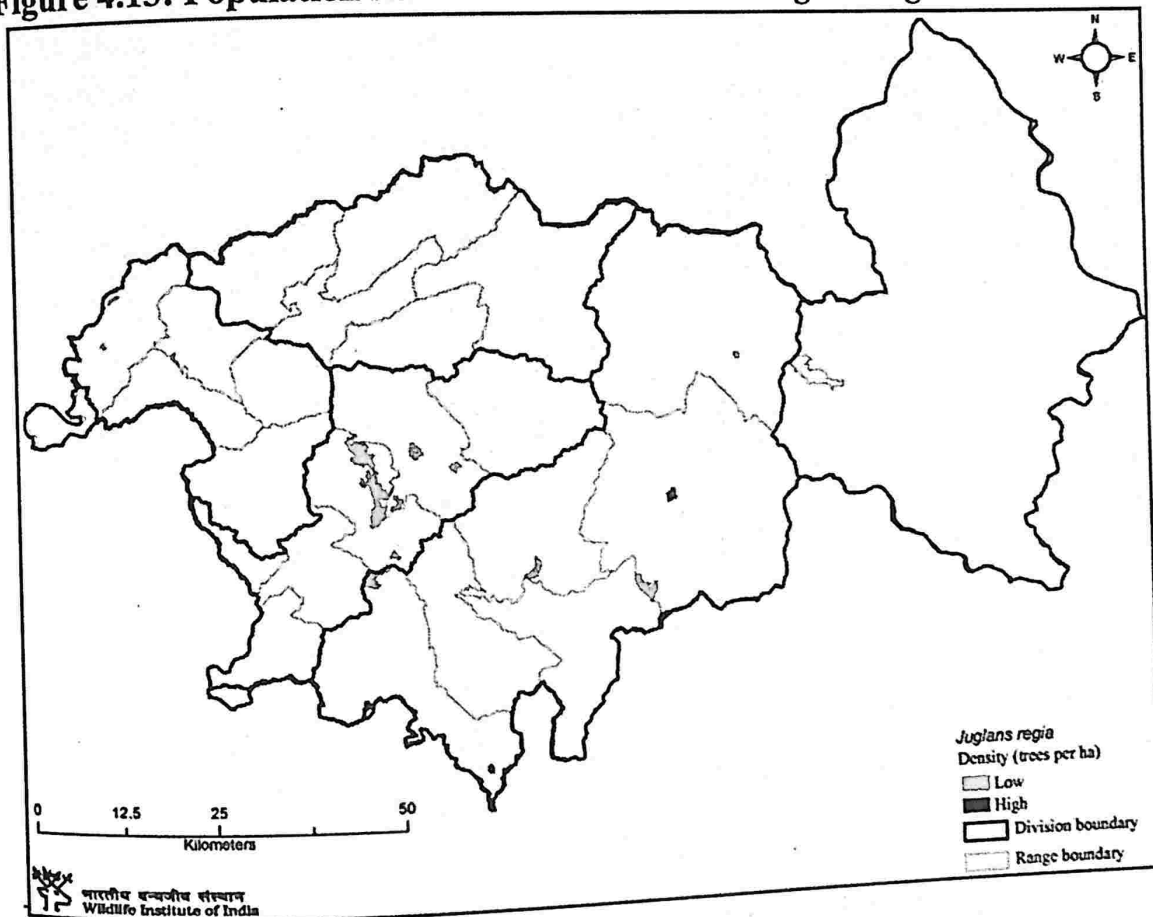 Figure 4.13: Population
N
W E
S
Juglans regia
Density (trees per ha)
Low
High
Division boundary
Range boundary
0 12.5 25 50
Kilometers
भारतीय वन्यजीव संस्थान
Wildlife Institute of India